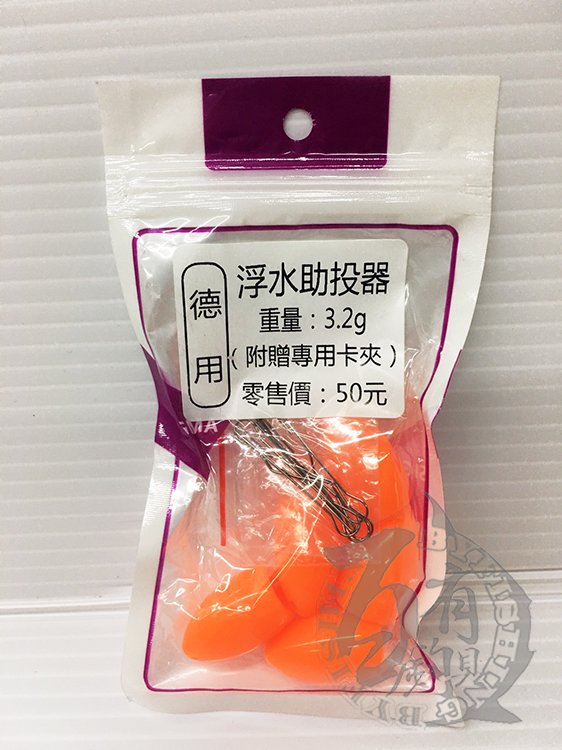 德用
浮水助投器
重量：3.2g
（附贈專用卡夾）
零售價：50元